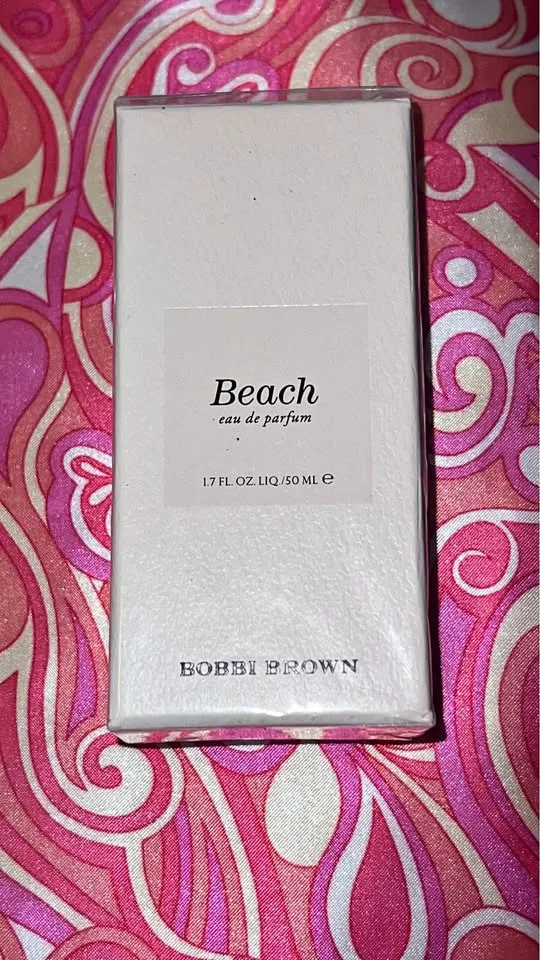 Beach
eau de parfum
1.7 FL. OZ. LIQ./50 ML ℮
BOBBI BROWN